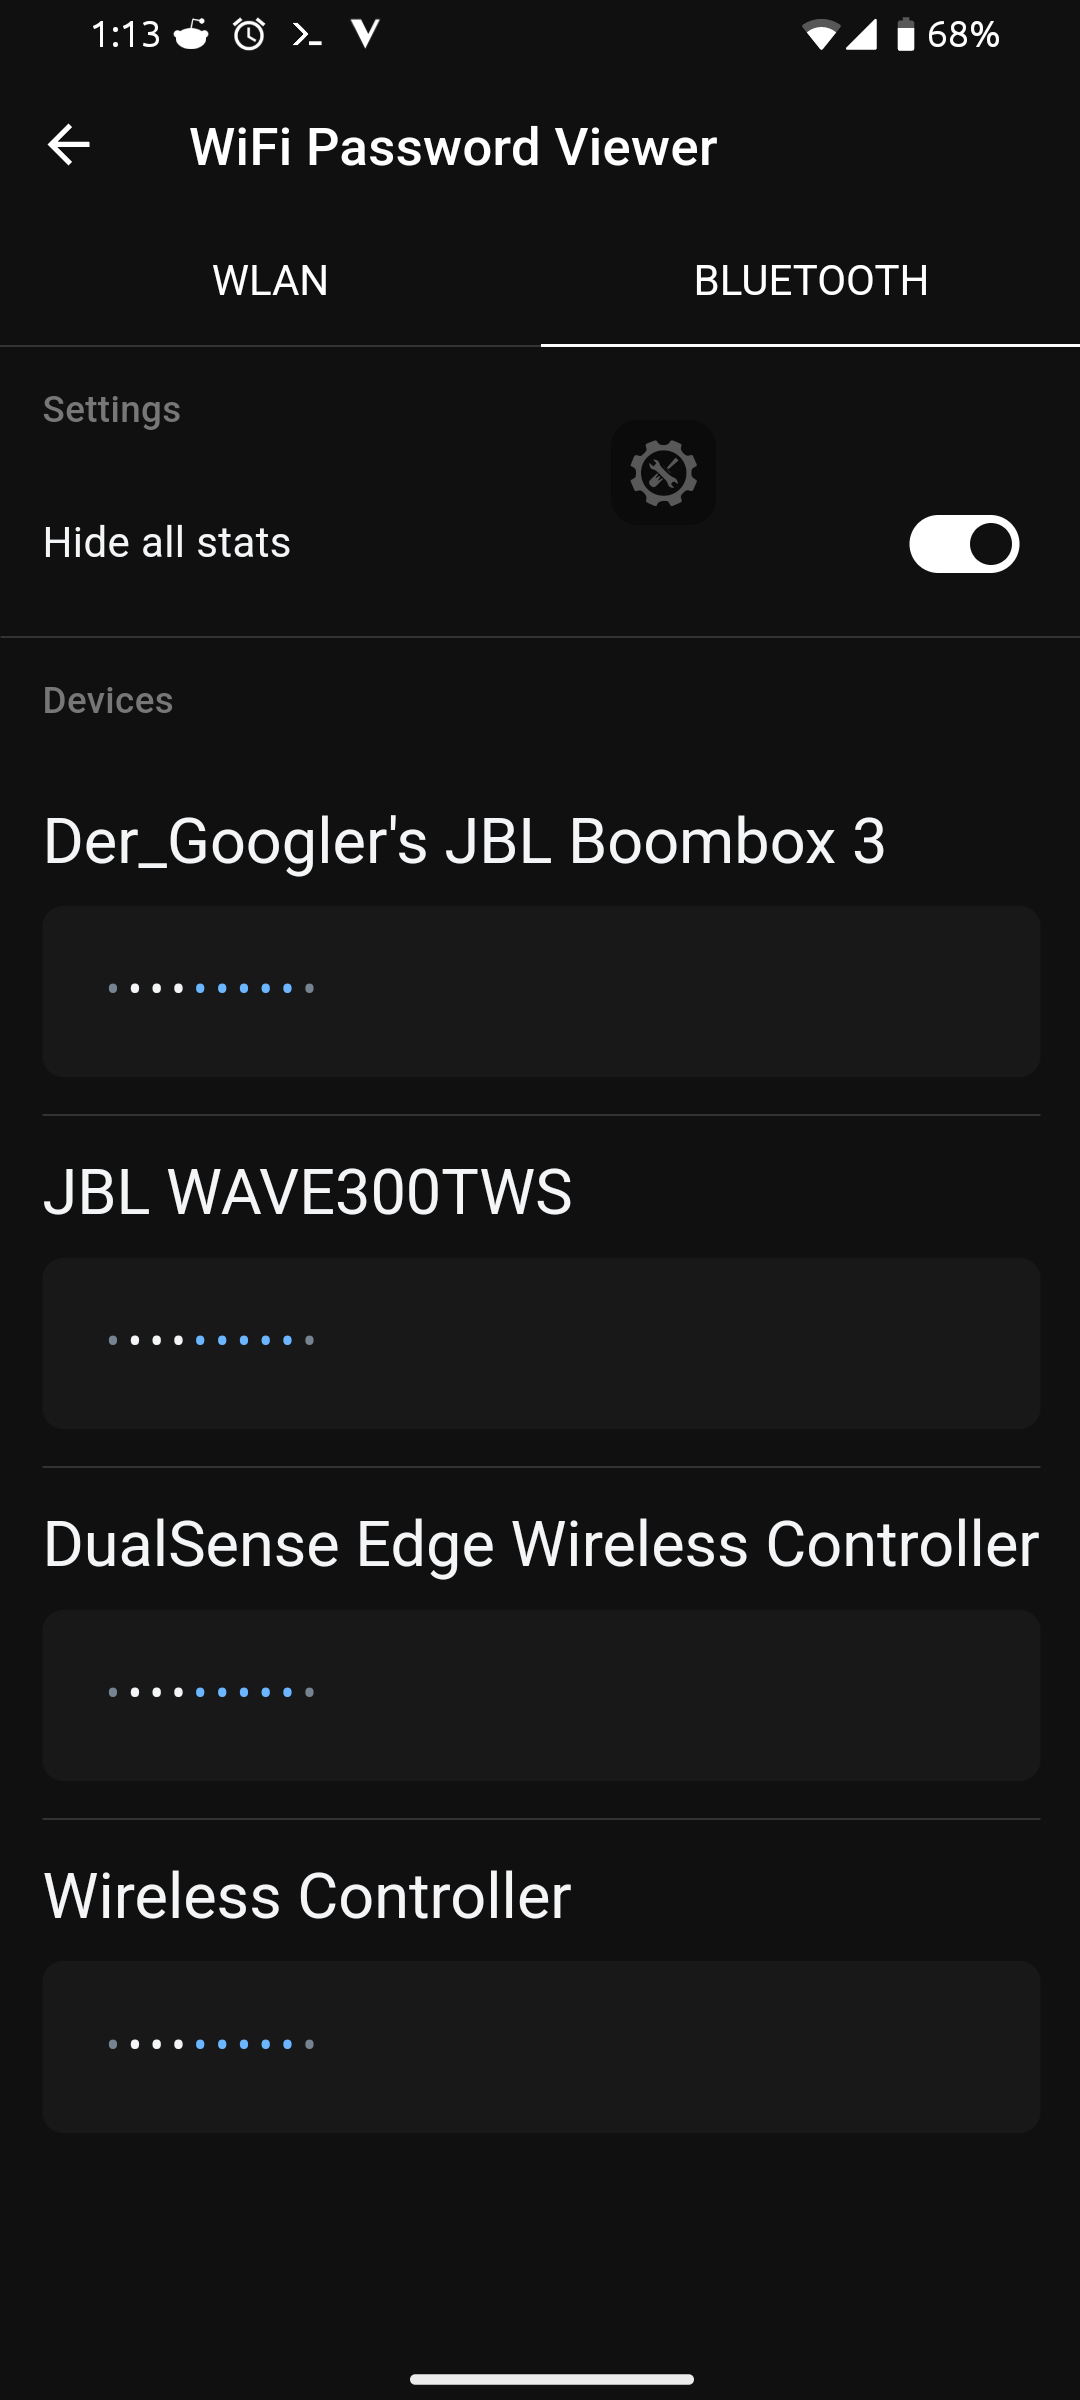 1:13 68%
WiFi Password Viewer
WLAN BLUETOOTH
Settings
Hide all stats
Devices
Der_Googler's JBL Boombox 3
••••••••••
JBL WAVE300TWS
••••••••••
DualSense Edge Wireless Controller
••••••••••
Wireless Controller
••••••••••